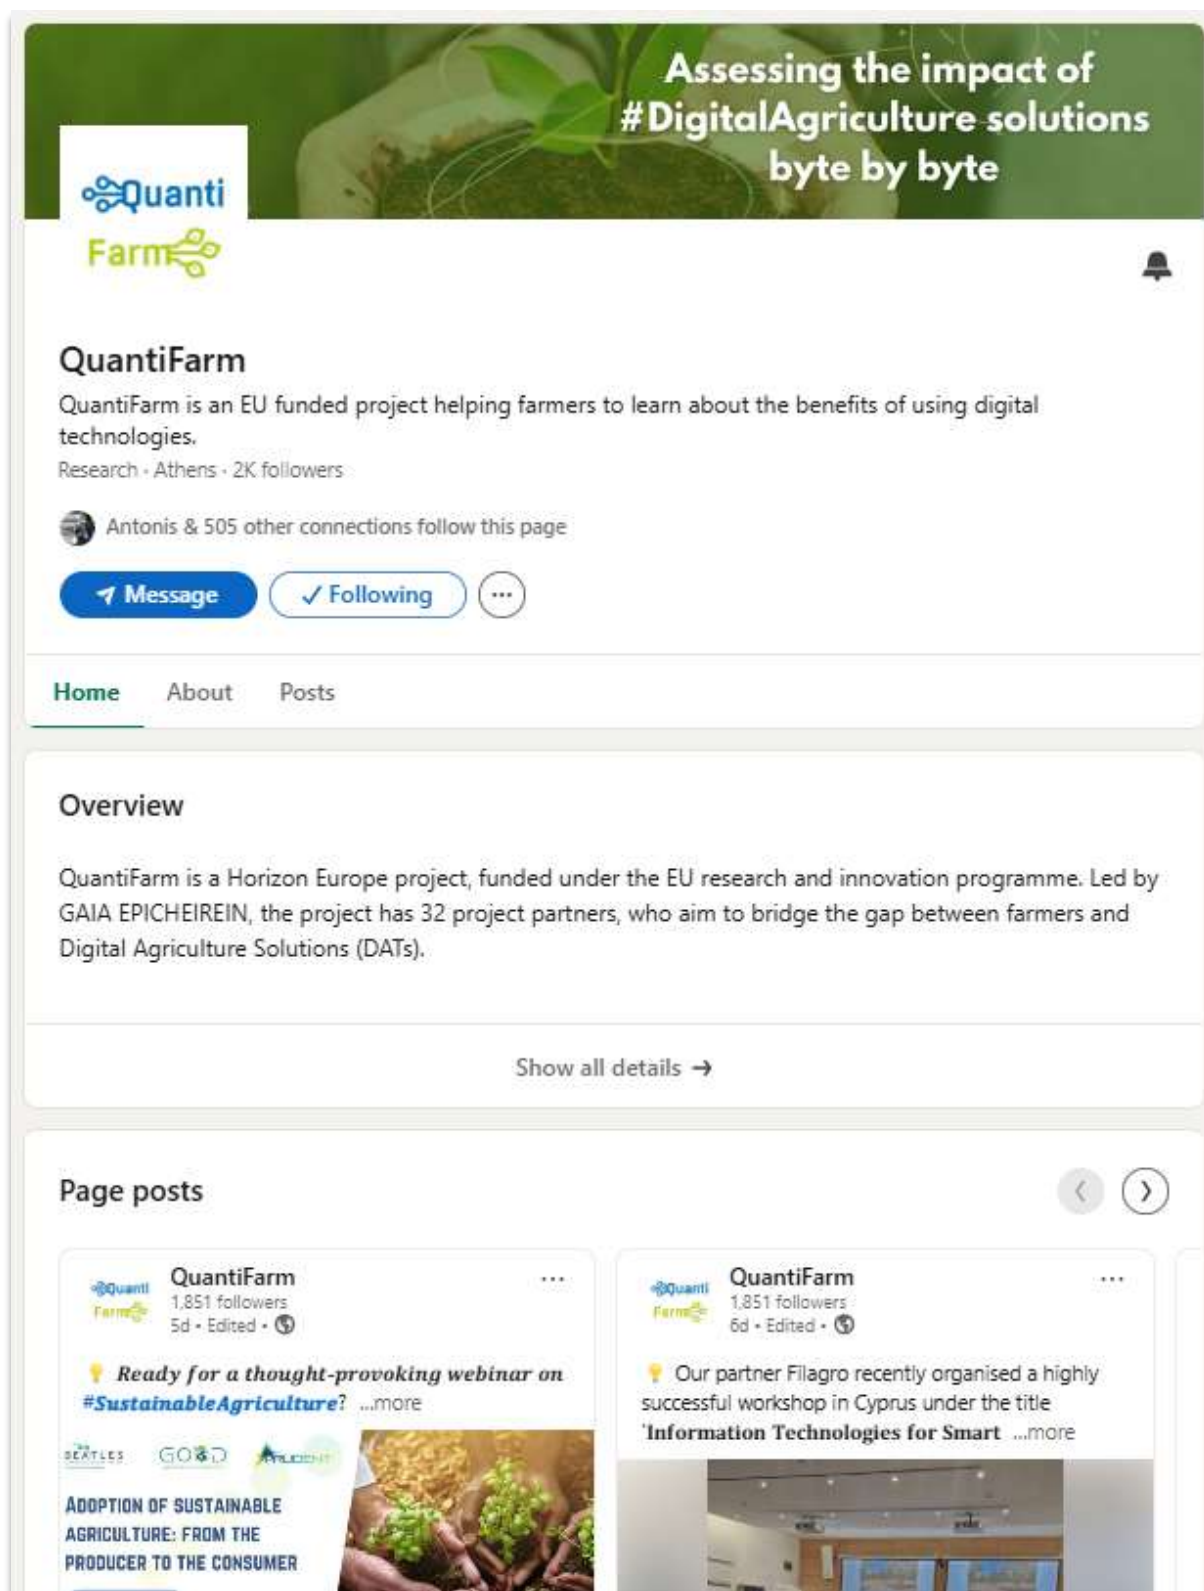 Assessing the impact of
#DigitalAgriculture solutions
byte by byte
Quanti
Farm
QuantiFarm
QuantiFarm is an EU funded project helping farmers to learn about the benefits of using digital
technologies.
Research · Athens · 2K followers
Antonis & 505 other connections follow this page
Message
✓ Following
...
Home About Posts
Overview
QuantiFarm is a Horizon Europe project, funded under the EU research and innovation programme. Led by
GAIA EPICHEIREIN, the project has 32 project partners, who aim to bridge the gap between farmers and
Digital Agriculture Solutions (DATs).
Show all details →
Page posts
Quanti
Farm
QuantiFarm
1,851 followers
5d • Edited •
Ready for a thought-provoking webinar on
#SustainableAgriculture? ...more
BEATLES GOOD PRUDENT
ADOPTION OF SUSTAINABLE
AGRICULTURE: FROM THE
PRODUCER TO THE CONSUMER
Quanti
Farm
QuantiFarm
1,851 followers
6d • Edited •
Our partner Filagro recently organised a highly
successful workshop in Cyprus under the title
'Information Technologies for Smart ...more